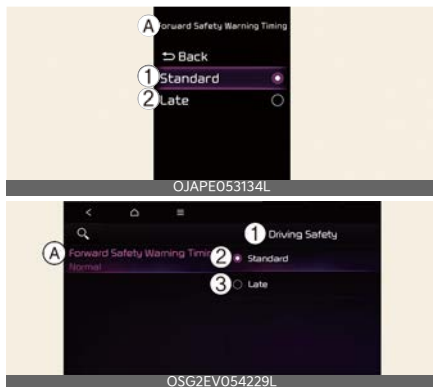 A Forward Safety Warning Timing
Back
1 Standard
2 Late
OJAPE053134L
A Forward Safety Warning Timing
Normal
1 Driving Safety
2 Standard
3 Late
OSG2EV054229L